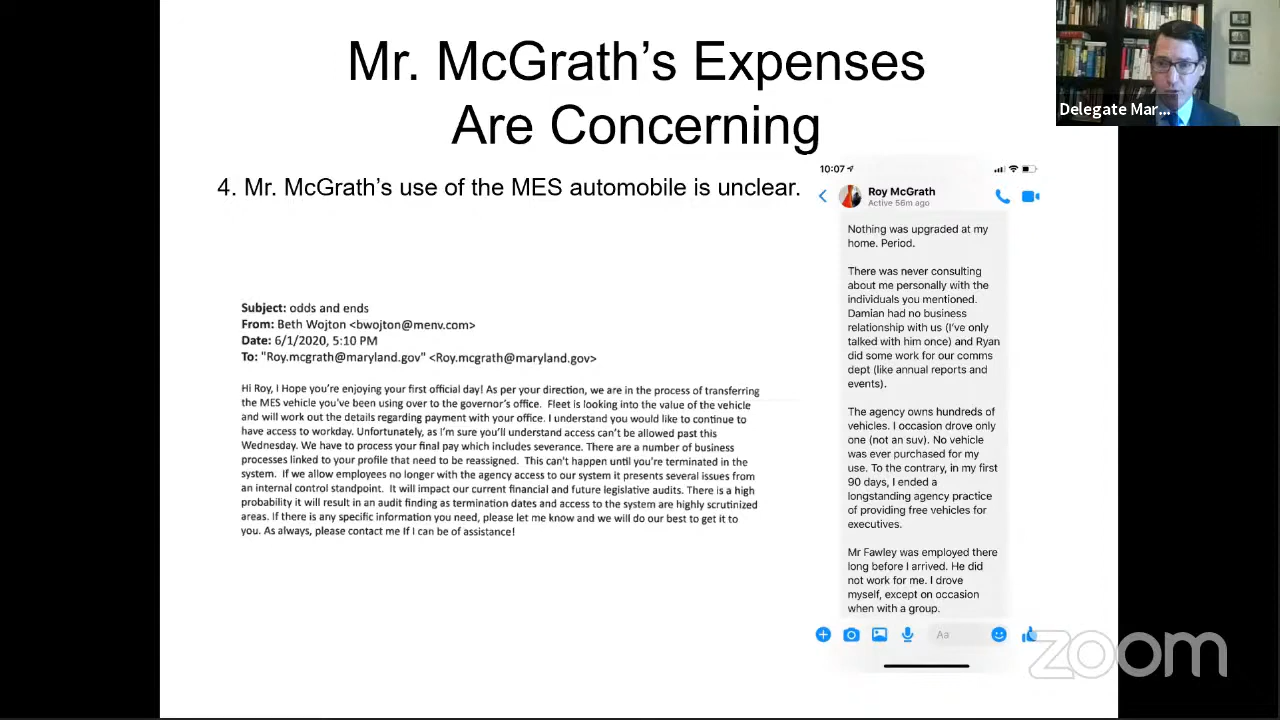 Mr. McGrath's Expenses
Are Concerning
4. Mr. McGrath's use of the MES automobile is unclear.
Subject: odds and ends
From: Beth Wojton <bwojton@menv.com>
Date: 6/1/2020, 5:10 PM
To: "Roy.mcgrath@maryland.gov" <Roy.mcgrath@maryland.gov>
Hi Roy, I Hope you're enjoying your first official day! As per your direction, we are in the process of transferring
the MES vehicle you've been using over to the governor's office. Fleet is looking into the value of the vehicle
and will work out the details regarding payment with your office. I understand you would like to continue to
have access to workday. Unfortunately, as I'm sure you'll understand access can't be allowed past this
Wednesday. We have to process your final pay which includes severance. There are a number of business
processes linked to your profile that need to be reassigned. This can't happen until you're terminated in the
system. If we allow employees no longer with the agency access to our system it presents several issues from
an internal control standpoint. It will impact our current financial and future legislative audits. There is a high
probability it will result in an audit finding as termination dates and access to the system are highly scrutinized
areas. If there is any specific information you need, please let me know and we will do our best to get it to
you. As always, please contact me If I can be of assistance!
10:07
Roy McGrath
Active 56m ago
Nothing was upgraded at my
home. Period.
There was never consulting
about me personally with the
individuals you mentioned.
Damian had no business
relationship with us (I've only
talked with him once) and Ryan
did some work for our comms
dept (like annual reports and
events).
The agency owns hundreds of
vehicles. I occasion drove only
one (not an suv). No vehicle
was ever purchased for my
use. To the contrary, in my first
90 days, I ended a
longstanding agency practice
of providing free vehicles for
executives.
Mr Fawley was employed there
long before I arrived. He did
not work for me. I drove
myself, except on occasion
when with a group.
Aa
Delegate Mar...
zoom